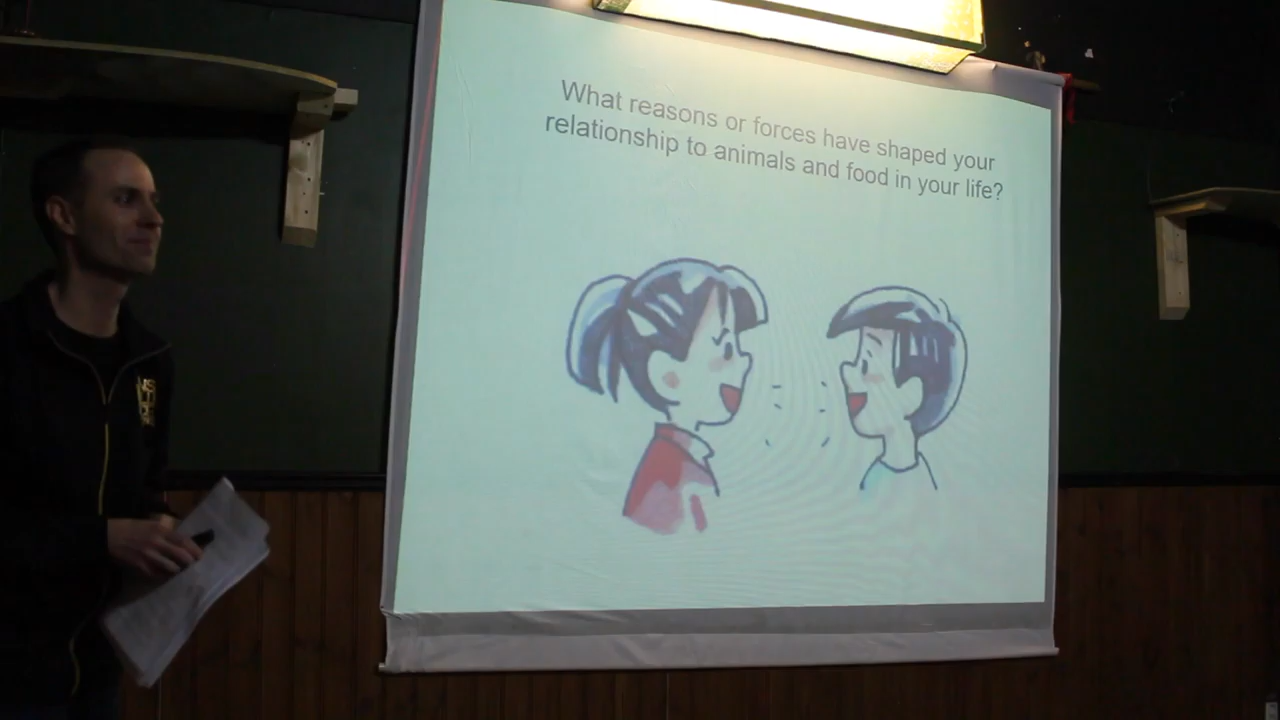 What reasons or forces have shaped your
relationship to animals and food in your life?